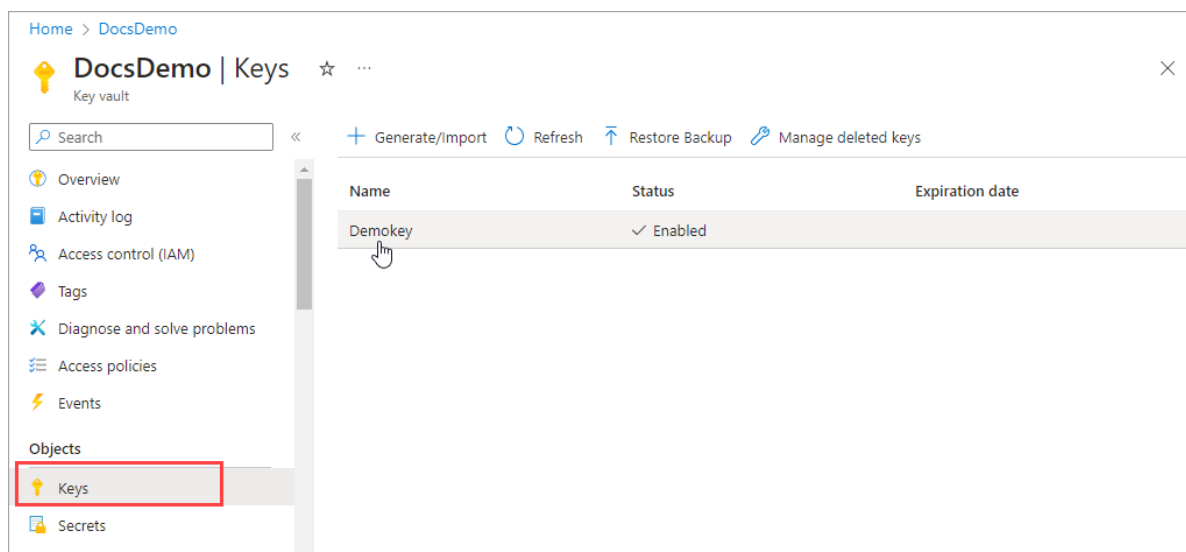 Home > DocsDemo
DocsDemo | Keys
Key vault
Search
Generate/Import Refresh Restore Backup Manage deleted keys
Overview
Activity log
Access control (IAM)
Tags
Diagnose and solve problems
Access policies
Events
Objects
Keys
Secrets
Name Status Expiration date
Demokey Enabled